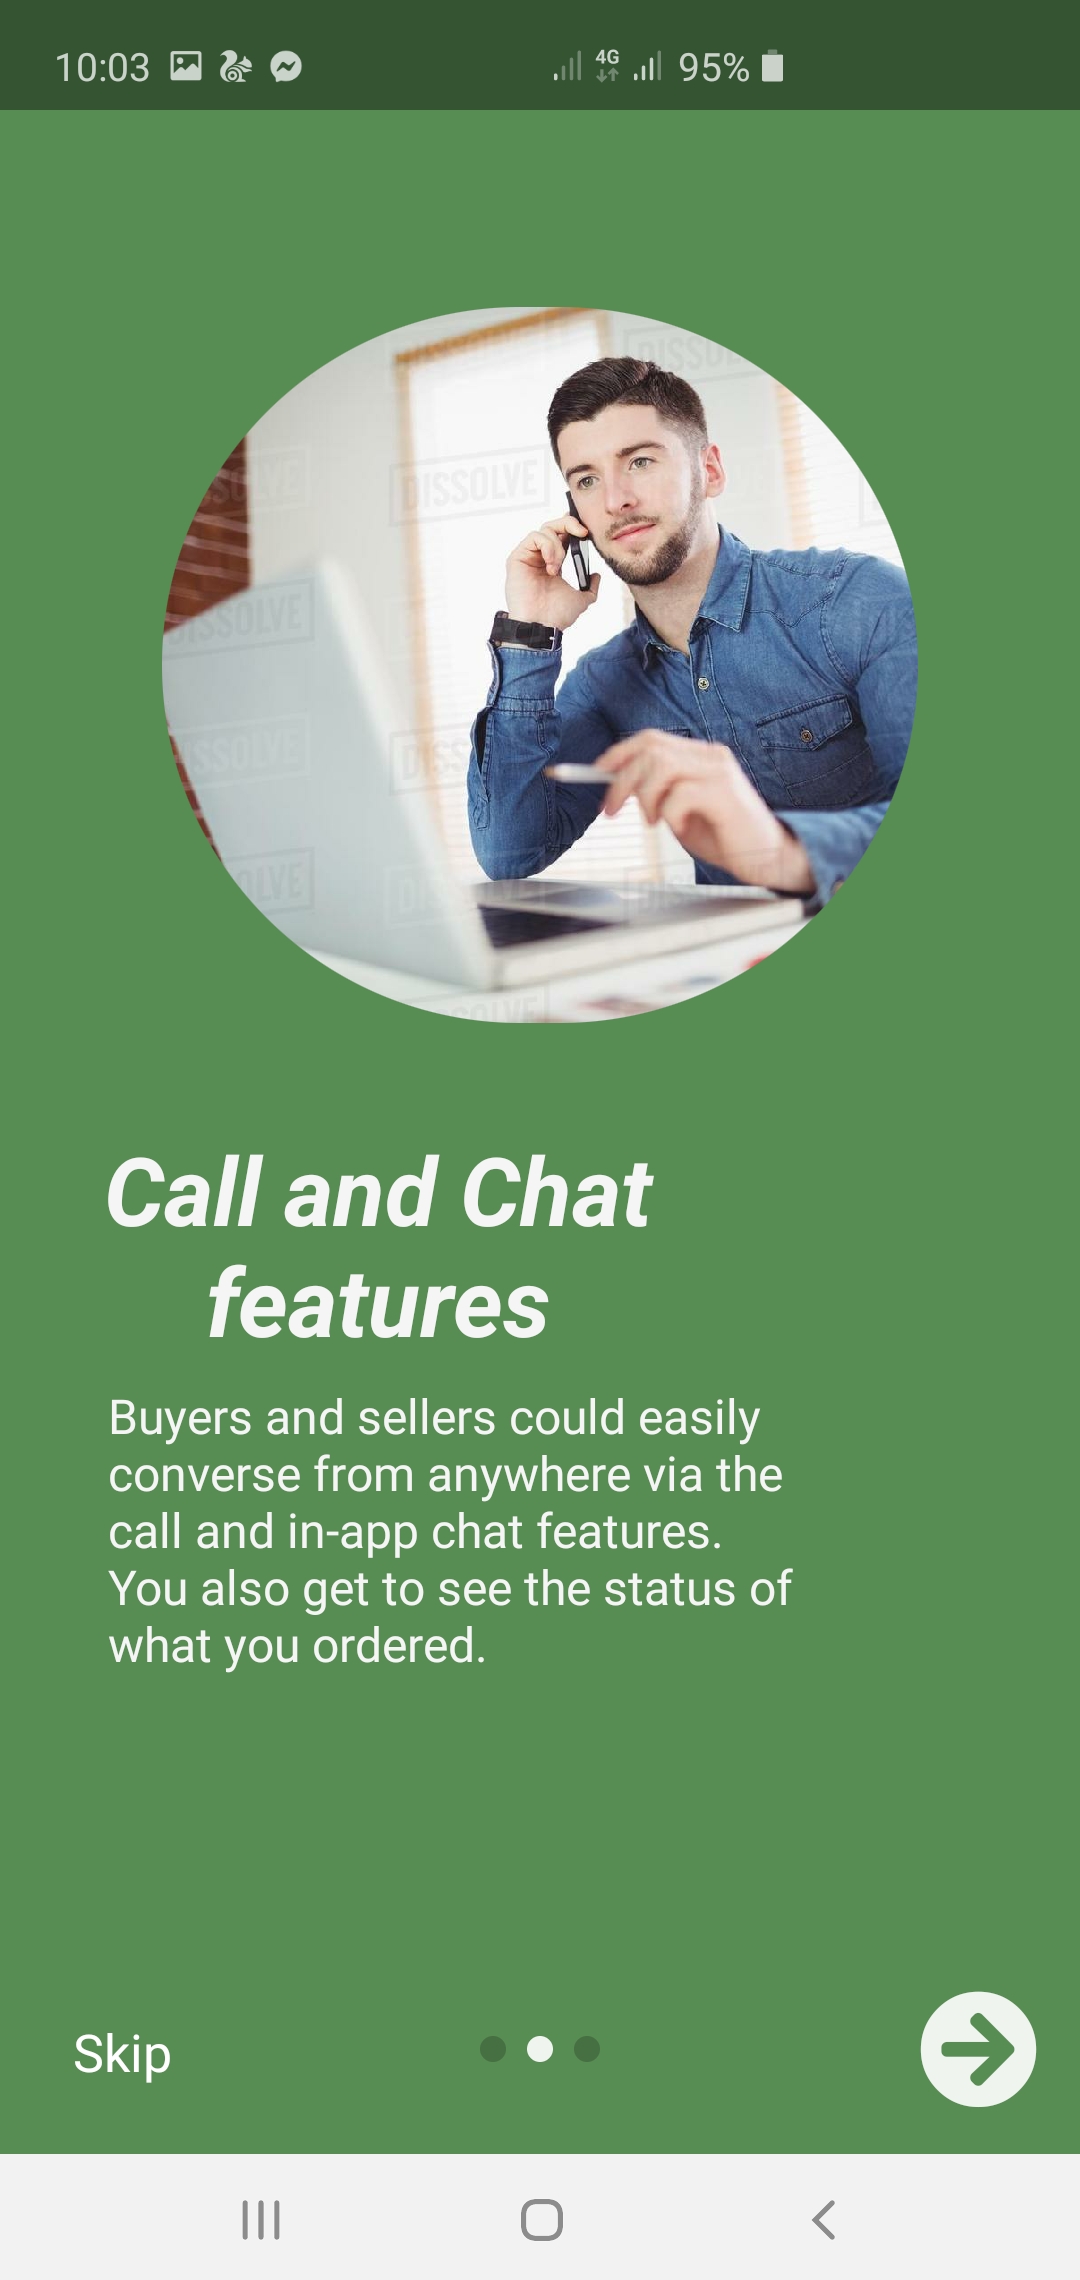 10:03 4G 95%
DISSOLVE
DISSOLVE
DISSOLVE
Call and Chat
features
Buyers and sellers could easily
converse from anywhere via the
call and in-app chat features.
You also get to see the status of
what you ordered.
Skip